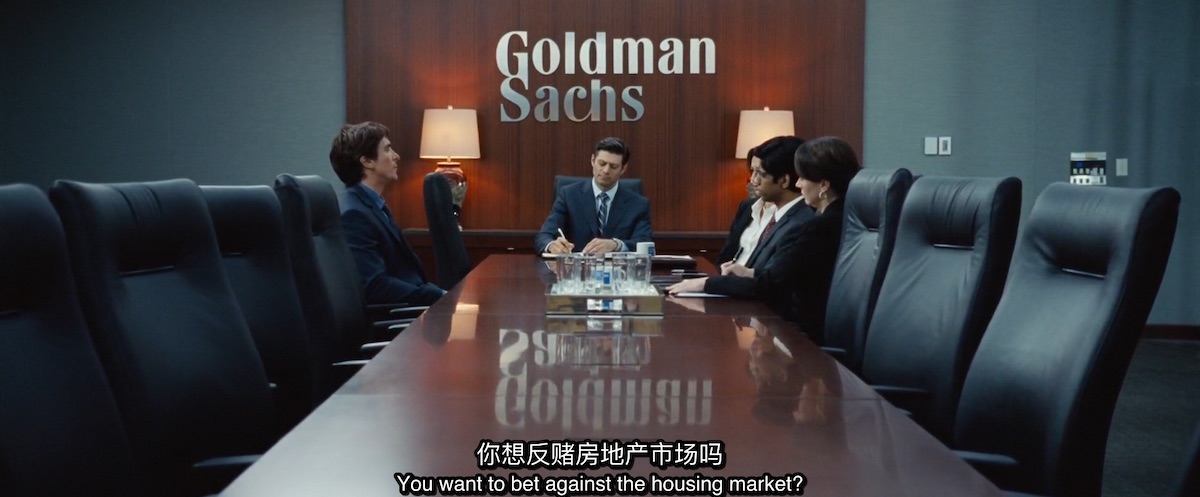 Goldman
Sachs
你想反赌房地产市场吗
You want to bet against the housing market?